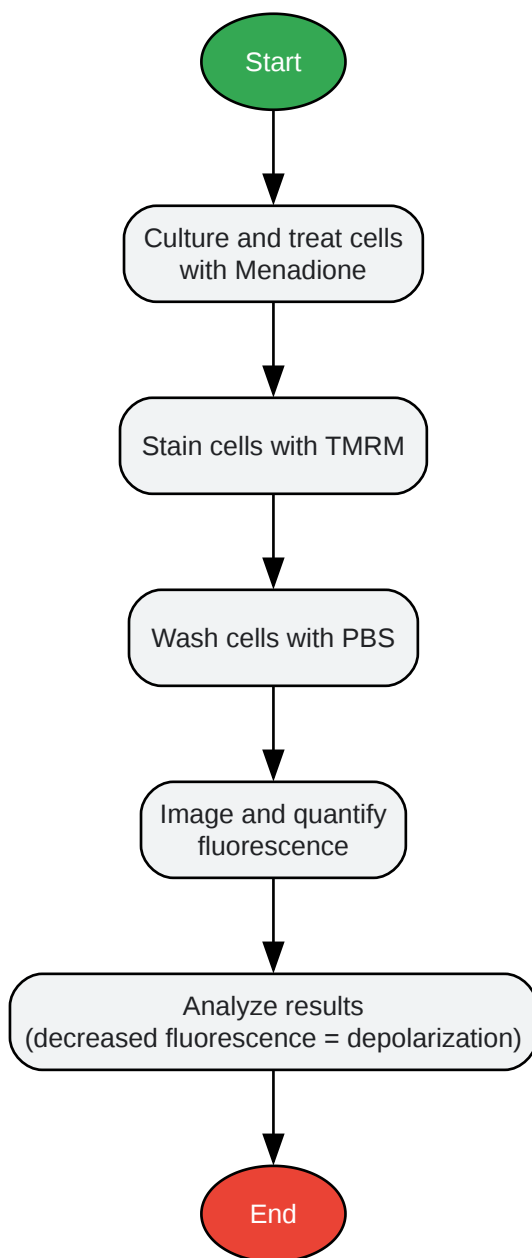 Start
Culture and treat cells
with Menadione
Stain cells with TMRM
Wash cells with PBS
Image and quantify
fluorescence
Analyze results
(decreased fluorescence = depolarization)
End